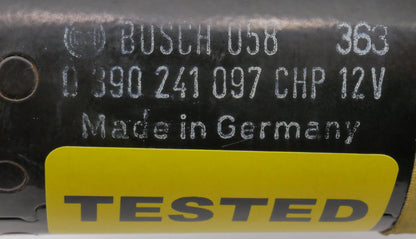 BOSCH 058 363
0 390 241 097 CHP 12V
Made in Germany
TESTED